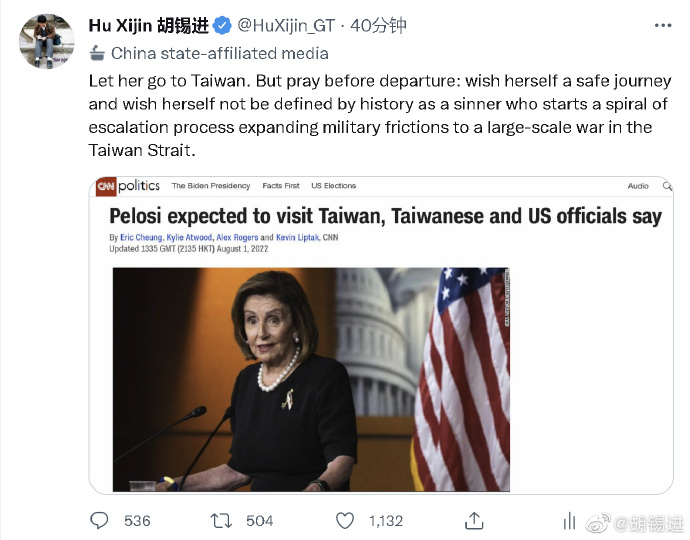 Hu Xijin 胡锡进 @HuXijin_GT · 40分钟
China state-affiliated media
Let her go to Taiwan. But pray before departure: wish herself a safe journey
and wish herself not be defined by history as a sinner who starts a spiral of
escalation process expanding military frictions to a large-scale war in the
Taiwan Strait.
CNN politics The Biden Presidency Facts First US Elections Audio
Pelosi expected to visit Taiwan, Taiwanese and US officials say
By Eric Cheung, Kylie Atwood, Alex Rogers and Kevin Liptak, CNN
Updated 1335 GMT (2135 HKT) August 1, 2022
536 504 1,132
@胡锡进